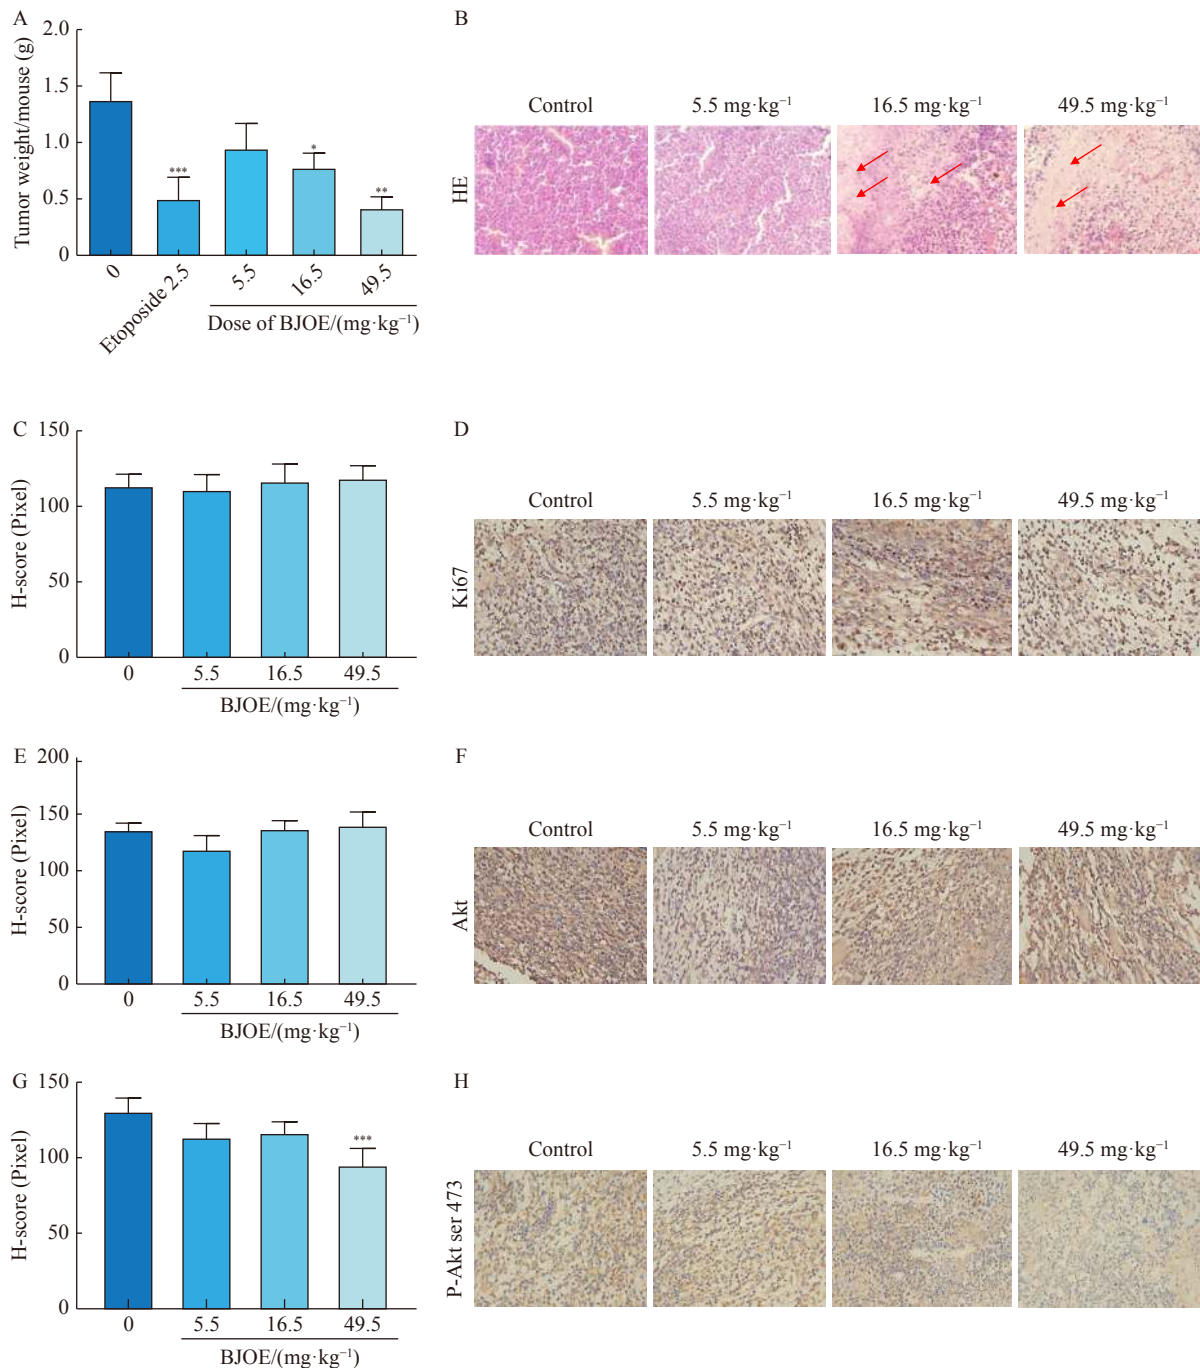 A
Tumor weight/mouse (g)
2.0
1.5
1.0
0.5
0
***
*
**
0
Etoposide 2.5
5.5
16.5
49.5
Dose of BJOE/(mg·kg⁻¹)
B
Control
5.5 mg·kg⁻¹
16.5 mg·kg⁻¹
49.5 mg·kg⁻¹
HE
C
H-score (Pixel)
150
100
50
0
0
5.5
16.5
49.5
BJOE/(mg·kg⁻¹)
D
Control
5.5 mg·kg⁻¹
16.5 mg·kg⁻¹
49.5 mg·kg⁻¹
Ki67
E
H-score (Pixel)
200
150
100
50
0
0
5.5
16.5
49.5
BJOE/(mg·kg⁻¹)
F
Control
5.5 mg·kg⁻¹
16.5 mg·kg⁻¹
49.5 mg·kg⁻¹
Akt
G
H-score (Pixel)
150
100
50
0
***
0
5.5
16.5
49.5
BJOE/(mg·kg⁻¹)
H
Control
5.5 mg·kg⁻¹
16.5 mg·kg⁻¹
49.5 mg·kg⁻¹
P-Akt ser 473